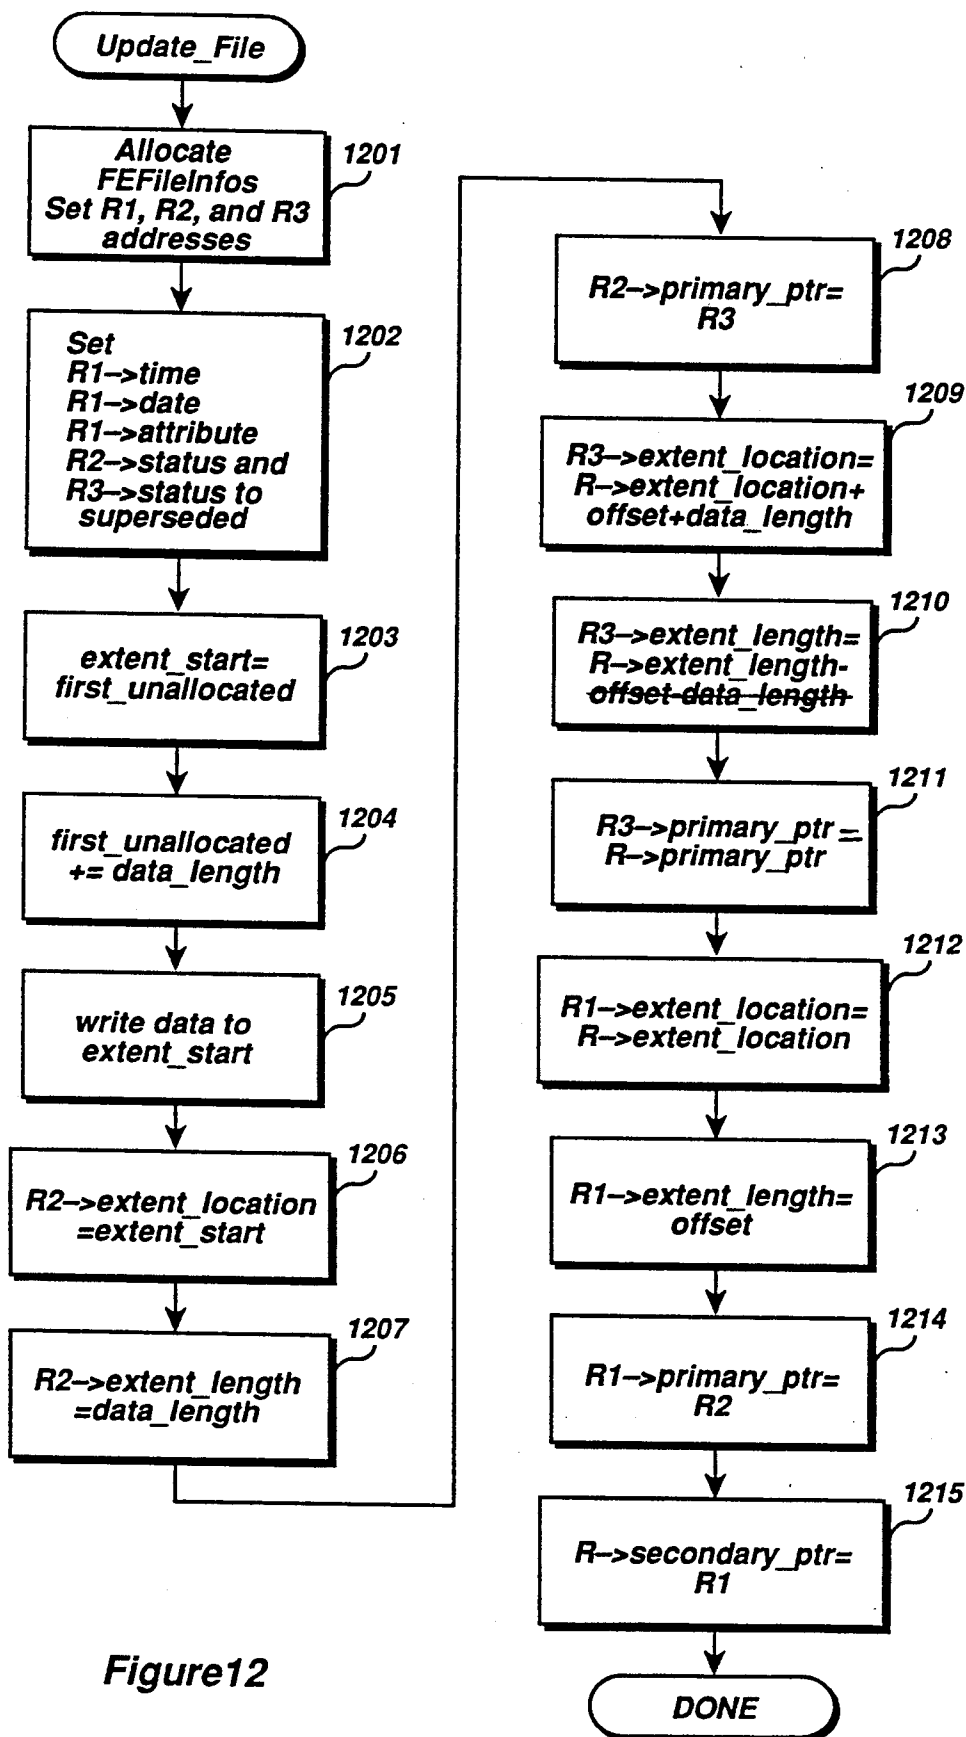 Update_File
Allocate
FEFileInfos
Set R1, R2, and R3
addresses
1201
Set
R1->time
R1->date
R1->attribute
R2->status and
R3->status to
superseded
1202
extent_start=
first_unallocated
1203
first_unallocated
+= data_length
1204
write data to
extent_start
1205
R2->extent_location
=extent_start
1206
R2->extent_length
=data_length
1207
R2->primary_ptr=
R3
1208
R3->extent_location=
R->extent_location+
offset+data_length
1209
R3->extent_length=
R->extent_length-
offset-data_length
1210
R3->primary_ptr=
R->primary_ptr
1211
R1->extent_location=
R->extent_location
1212
R1->extent_length=
offset
1213
R1->primary_ptr=
R2
1214
R->secondary_ptr=
R1
1215
DONE
Figure12